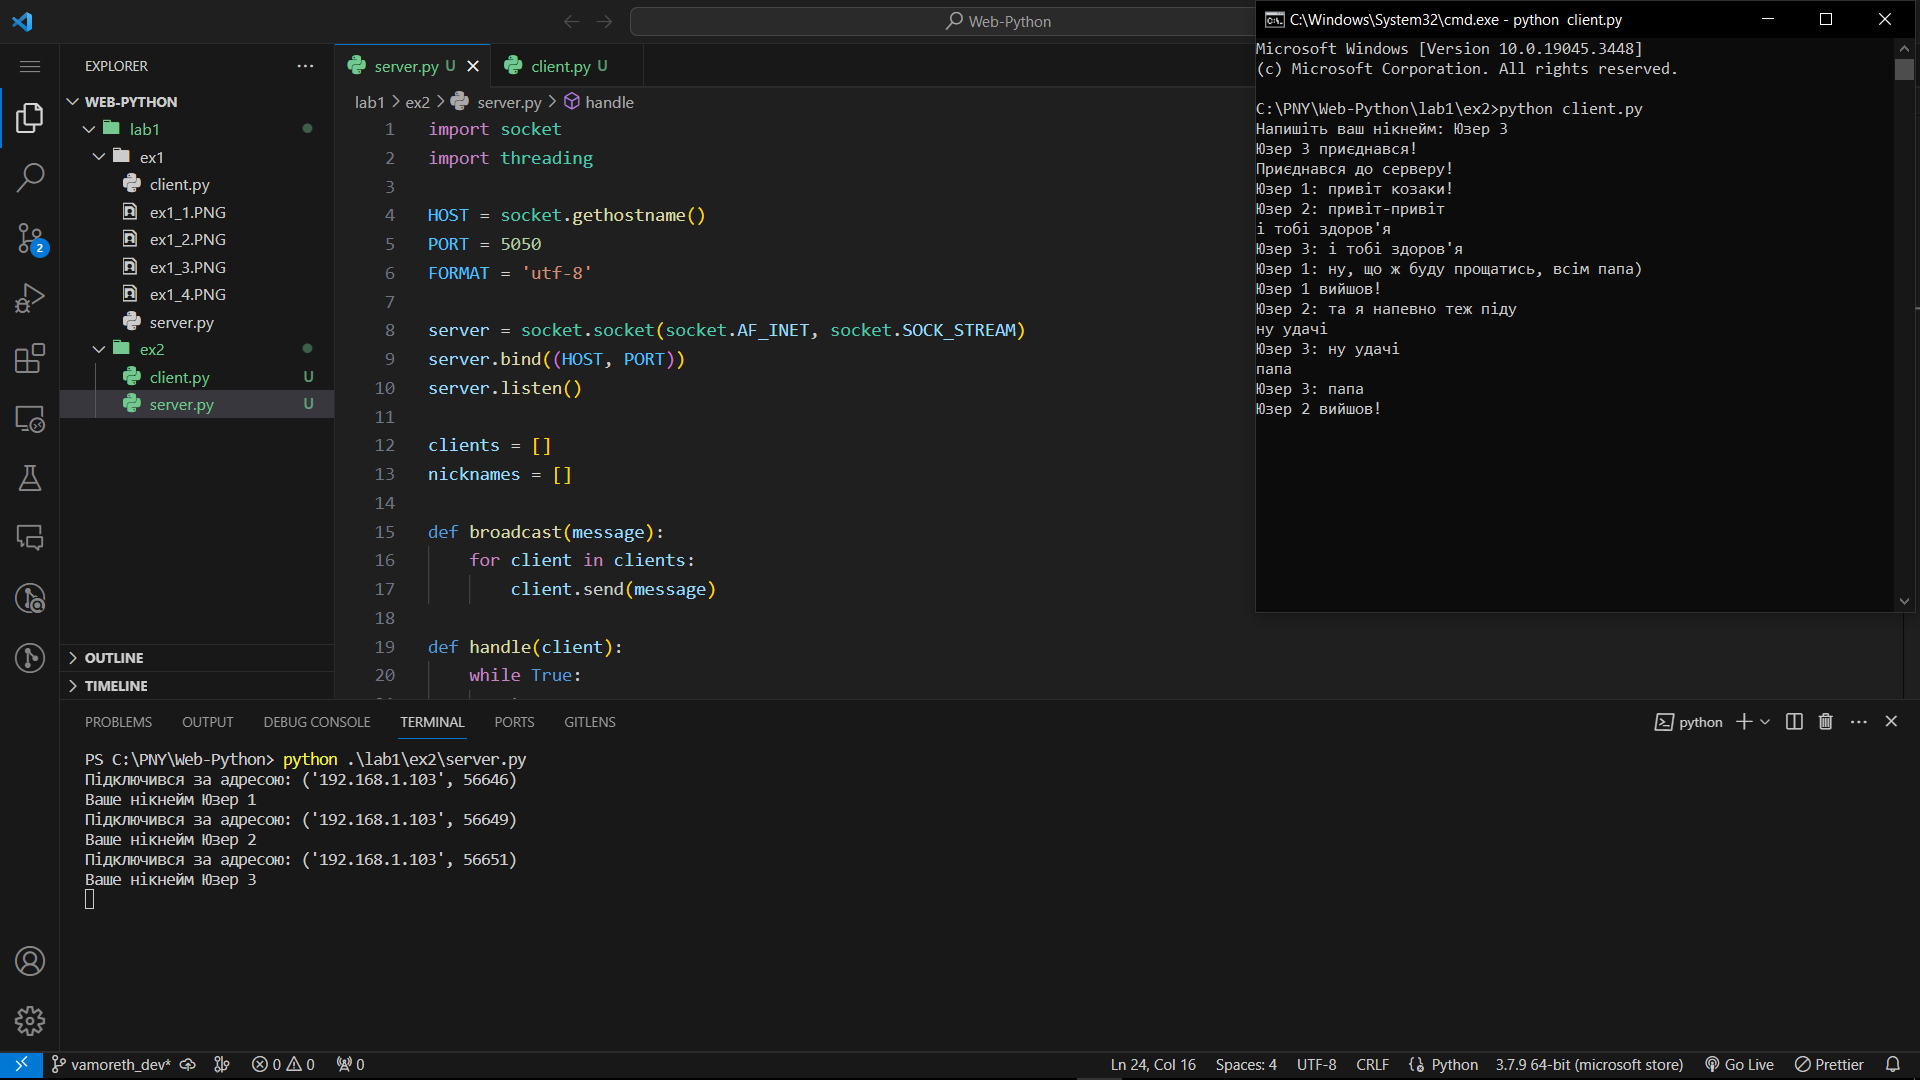 Web-Python
EXPLORER
WEB-PYTHON
lab1
ex1
client.py
ex1_1.PNG
ex1_2.PNG
ex1_3.PNG
ex1_4.PNG
server.py
ex2
client.py U
server.py U
OUTLINE
TIMELINE
2
server.py U
client.py U
lab1 > ex2 > server.py > handle
1 import socket
2 import threading
3
4 HOST = socket.gethostname()
5 PORT = 5050
6 FORMAT = 'utf-8'
7
8 server = socket.socket(socket.AF_INET, socket.SOCK_STREAM)
9 server.bind((HOST, PORT))
10 server.listen()
11
12 clients = []
13 nicknames = []
14
15 def broadcast(message):
16 for client in clients:
17 client.send(message)
18
19 def handle(client):
20 while True:
C:\Windows\System32\cmd.exe - python client.py
Microsoft Windows [Version 10.0.19045.3448]
(c) Microsoft Corporation. All rights reserved.
C:\PNY\Web-Python\lab1\ex2>python client.py
Напишіть ваш нікнейм: Юзер 3
Юзер 3 приєднався!
Приєднався до серверу!
Юзер 1: привіт козаки!
Юзер 2: привіт-привіт
і тобі здоров'я
Юзер 3: і тобі здоров'я
Юзер 1: ну, що ж буду прощатись, всім папа)
Юзер 1 вийшов!
Юзер 2: та я напевно теж піду
ну удачі
Юзер 3: ну удачі
папа
Юзер 3: папа
Юзер 2 вийшов!
PROBLEMS OUTPUT DEBUG CONSOLE TERMINAL PORTS GITLENS
python
PS C:\PNY\Web-Python> python .\lab1\ex2\server.py
Підключився за адресою: ('192.168.1.103', 56646)
Ваше нікнейм Юзер 1
Підключився за адресою: ('192.168.1.103', 56649)
Ваше нікнейм Юзер 2
Підключився за адресою: ('192.168.1.103', 56651)
Ваше нікнейм Юзер 3
vamoreth_dev* 0 0 0 Ln 24, Col 16 Spaces: 4 UTF-8 CRLF Python 3.7.9 64-bit (microsoft store) Go Live Prettier